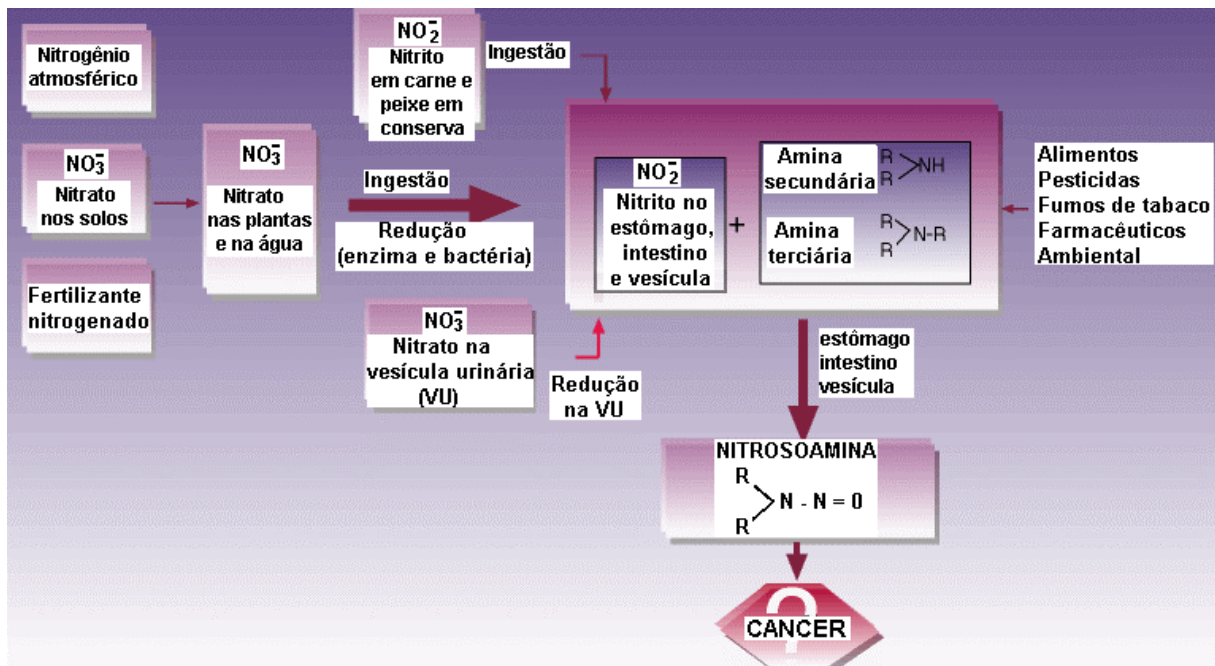 Nitrogênio
atmosférico
NO₃⁻
Nitrato
nos solos
Fertilizante
nitrogenado
NO₃⁻
Nitrato
nas plantas
e na água
NO₂⁻
Nitrito
em carne e
peixe em
conserva
Ingestão
Ingestão
Redução
(enzima e bactéria)
NO₃⁻
Nitrato na
vesícula urinária
(VU)
Redução
na VU
NO₂⁻
Nitrito no
estômago,
intestino
e vesícula
+
Amina
secundária
R
R
NH
Amina
terciária
R
R
N-R
Alimentos
Pesticidas
Fumos de tabaco
Farmacêuticos
Ambiental
estômago
intestino
vesícula
NITROSOAMINA
R
N - N = 0
R
?
CANCER